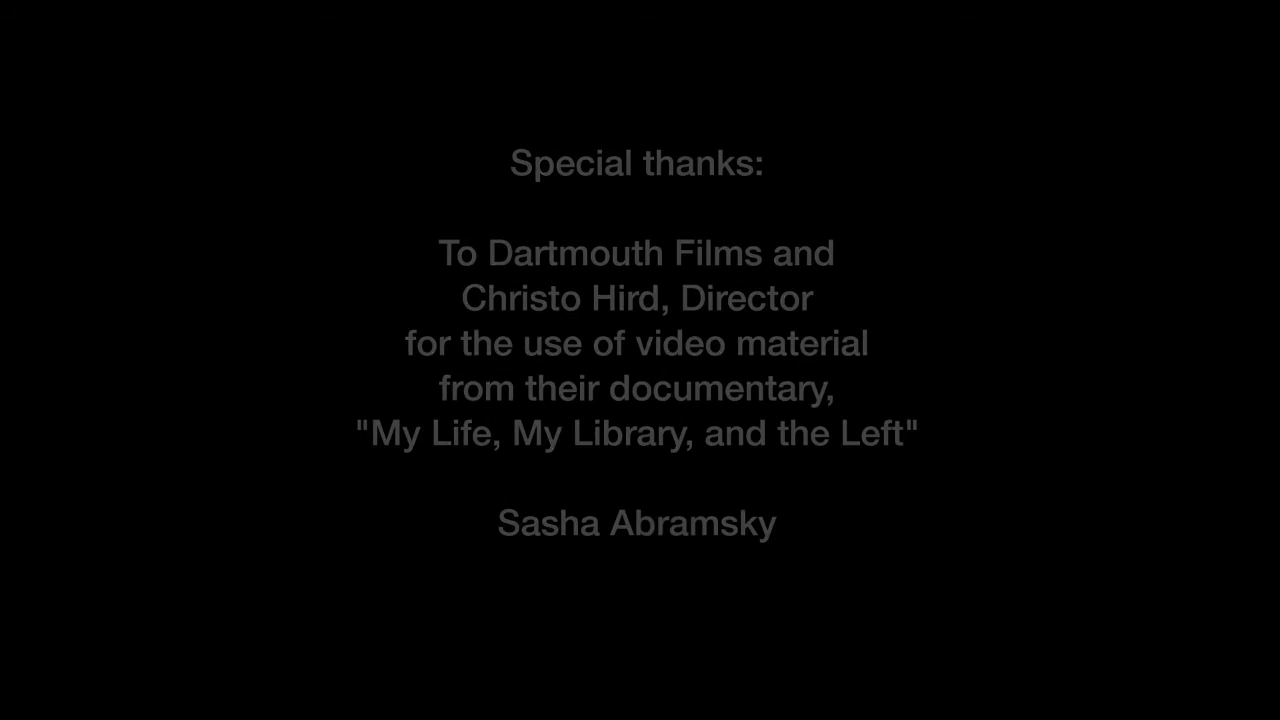 Special thanks:
To Dartmouth Films and
Christo Hird, Director
for the use of video material
from their documentary,
"My Life, My Library, and the Left"
Sasha Abramsky